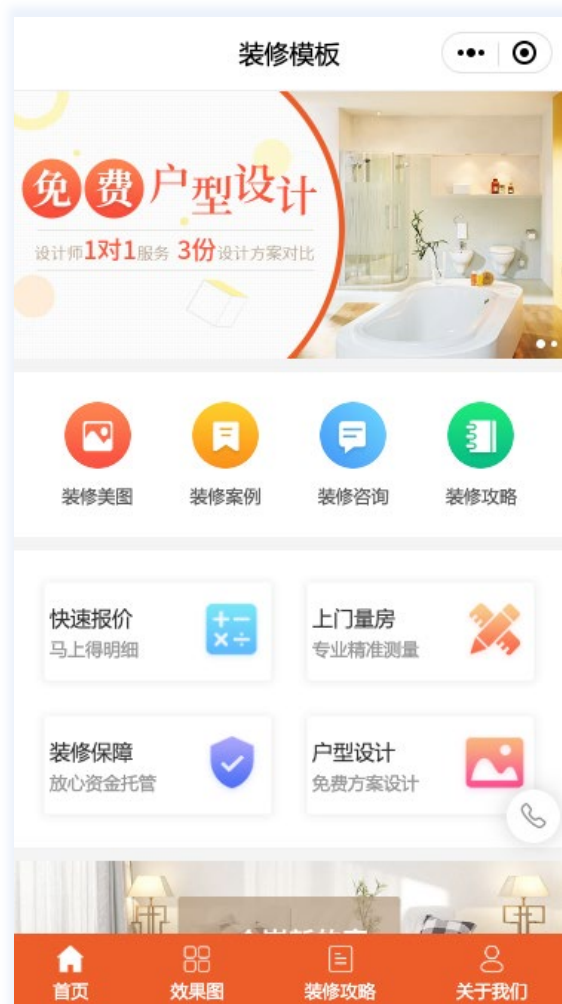 装修模板
免费户型设计
设计师1对1服务 3份设计方案对比
装修美图 装修案例 装修咨询 装修攻略
快速报价 上门量房
马上得明细 专业精准测量
装修保障 户型设计
放心资金托管 免费方案设计
首页 效果图 装修攻略 关于我们